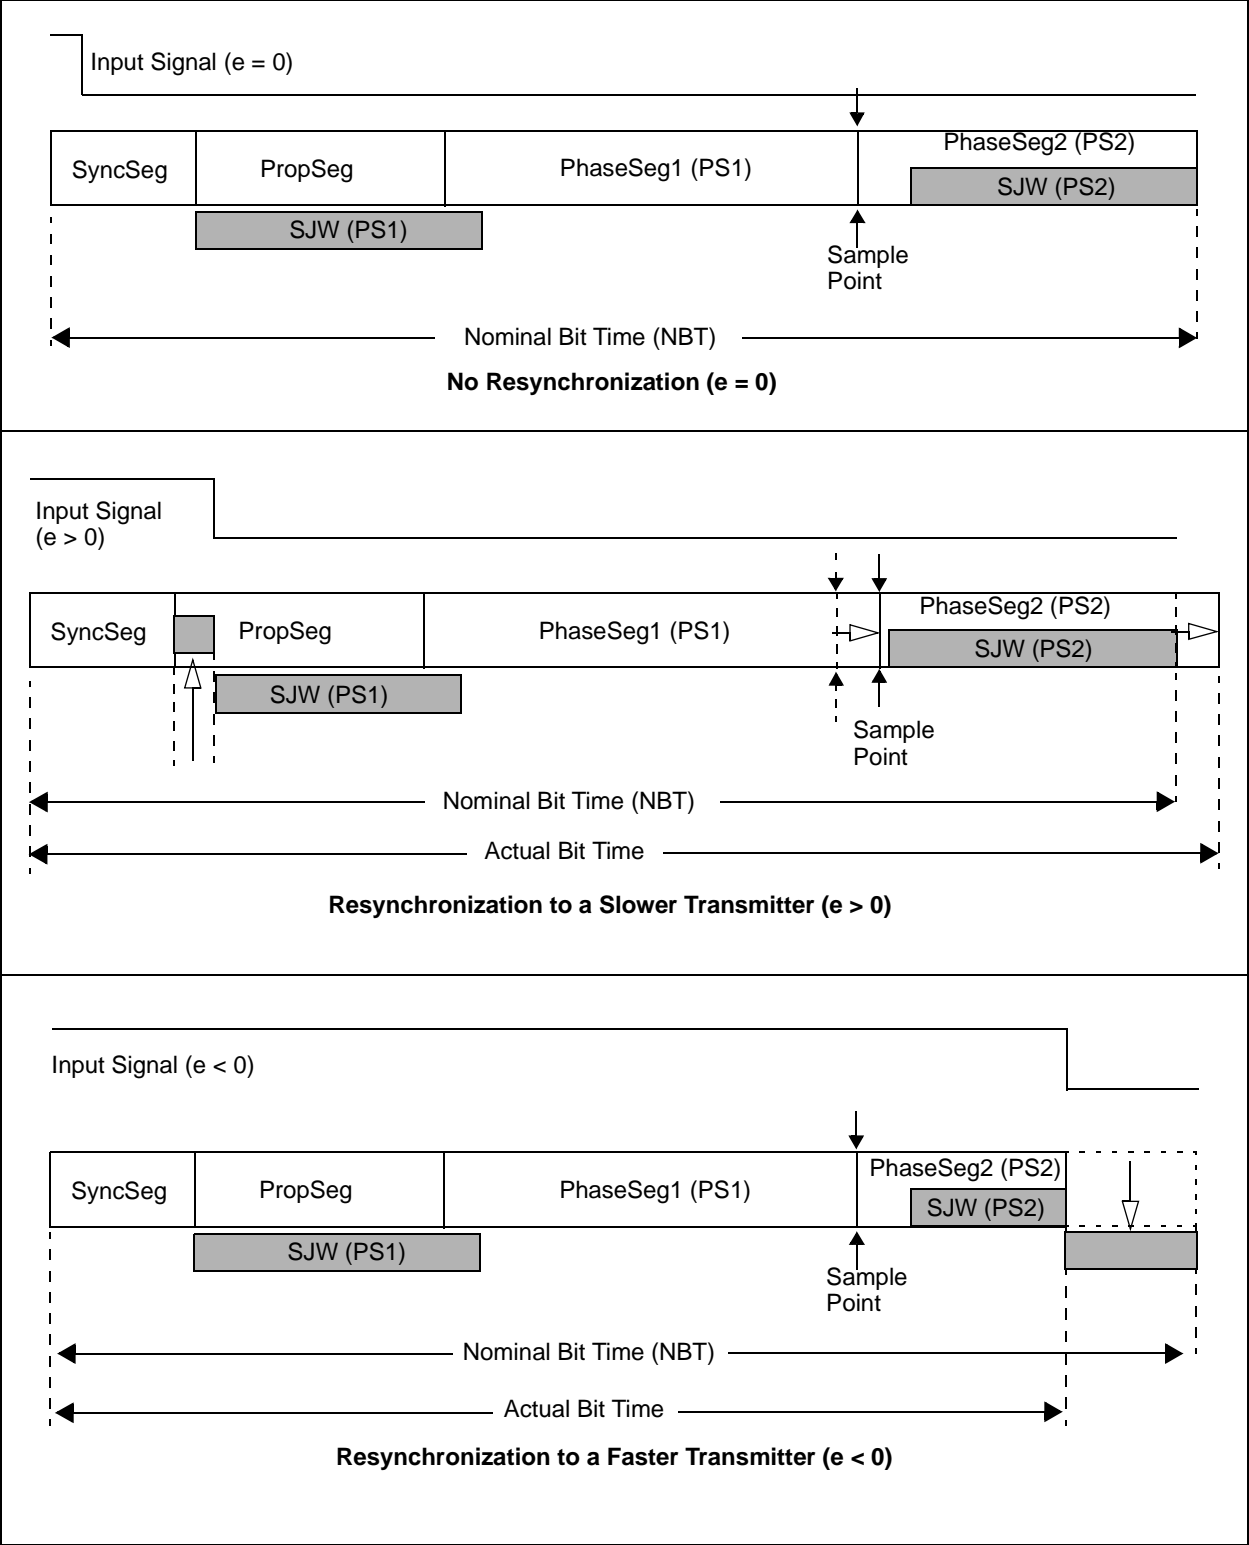 Input Signal (e = 0)
SyncSeg
PropSeg
PhaseSeg1 (PS1)
PhaseSeg2 (PS2)
SJW (PS2)
SJW (PS1)
Sample
Point
Nominal Bit Time (NBT)
No Resynchronization (e = 0)
Input Signal
(e > 0)
SyncSeg
PropSeg
PhaseSeg1 (PS1)
PhaseSeg2 (PS2)
SJW (PS2)
SJW (PS1)
Sample
Point
Nominal Bit Time (NBT)
Actual Bit Time
Resynchronization to a Slower Transmitter (e > 0)
Input Signal (e < 0)
SyncSeg
PropSeg
PhaseSeg1 (PS1)
PhaseSeg2 (PS2)
SJW (PS2)
SJW (PS1)
Sample
Point
Nominal Bit Time (NBT)
Actual Bit Time
Resynchronization to a Faster Transmitter (e < 0)